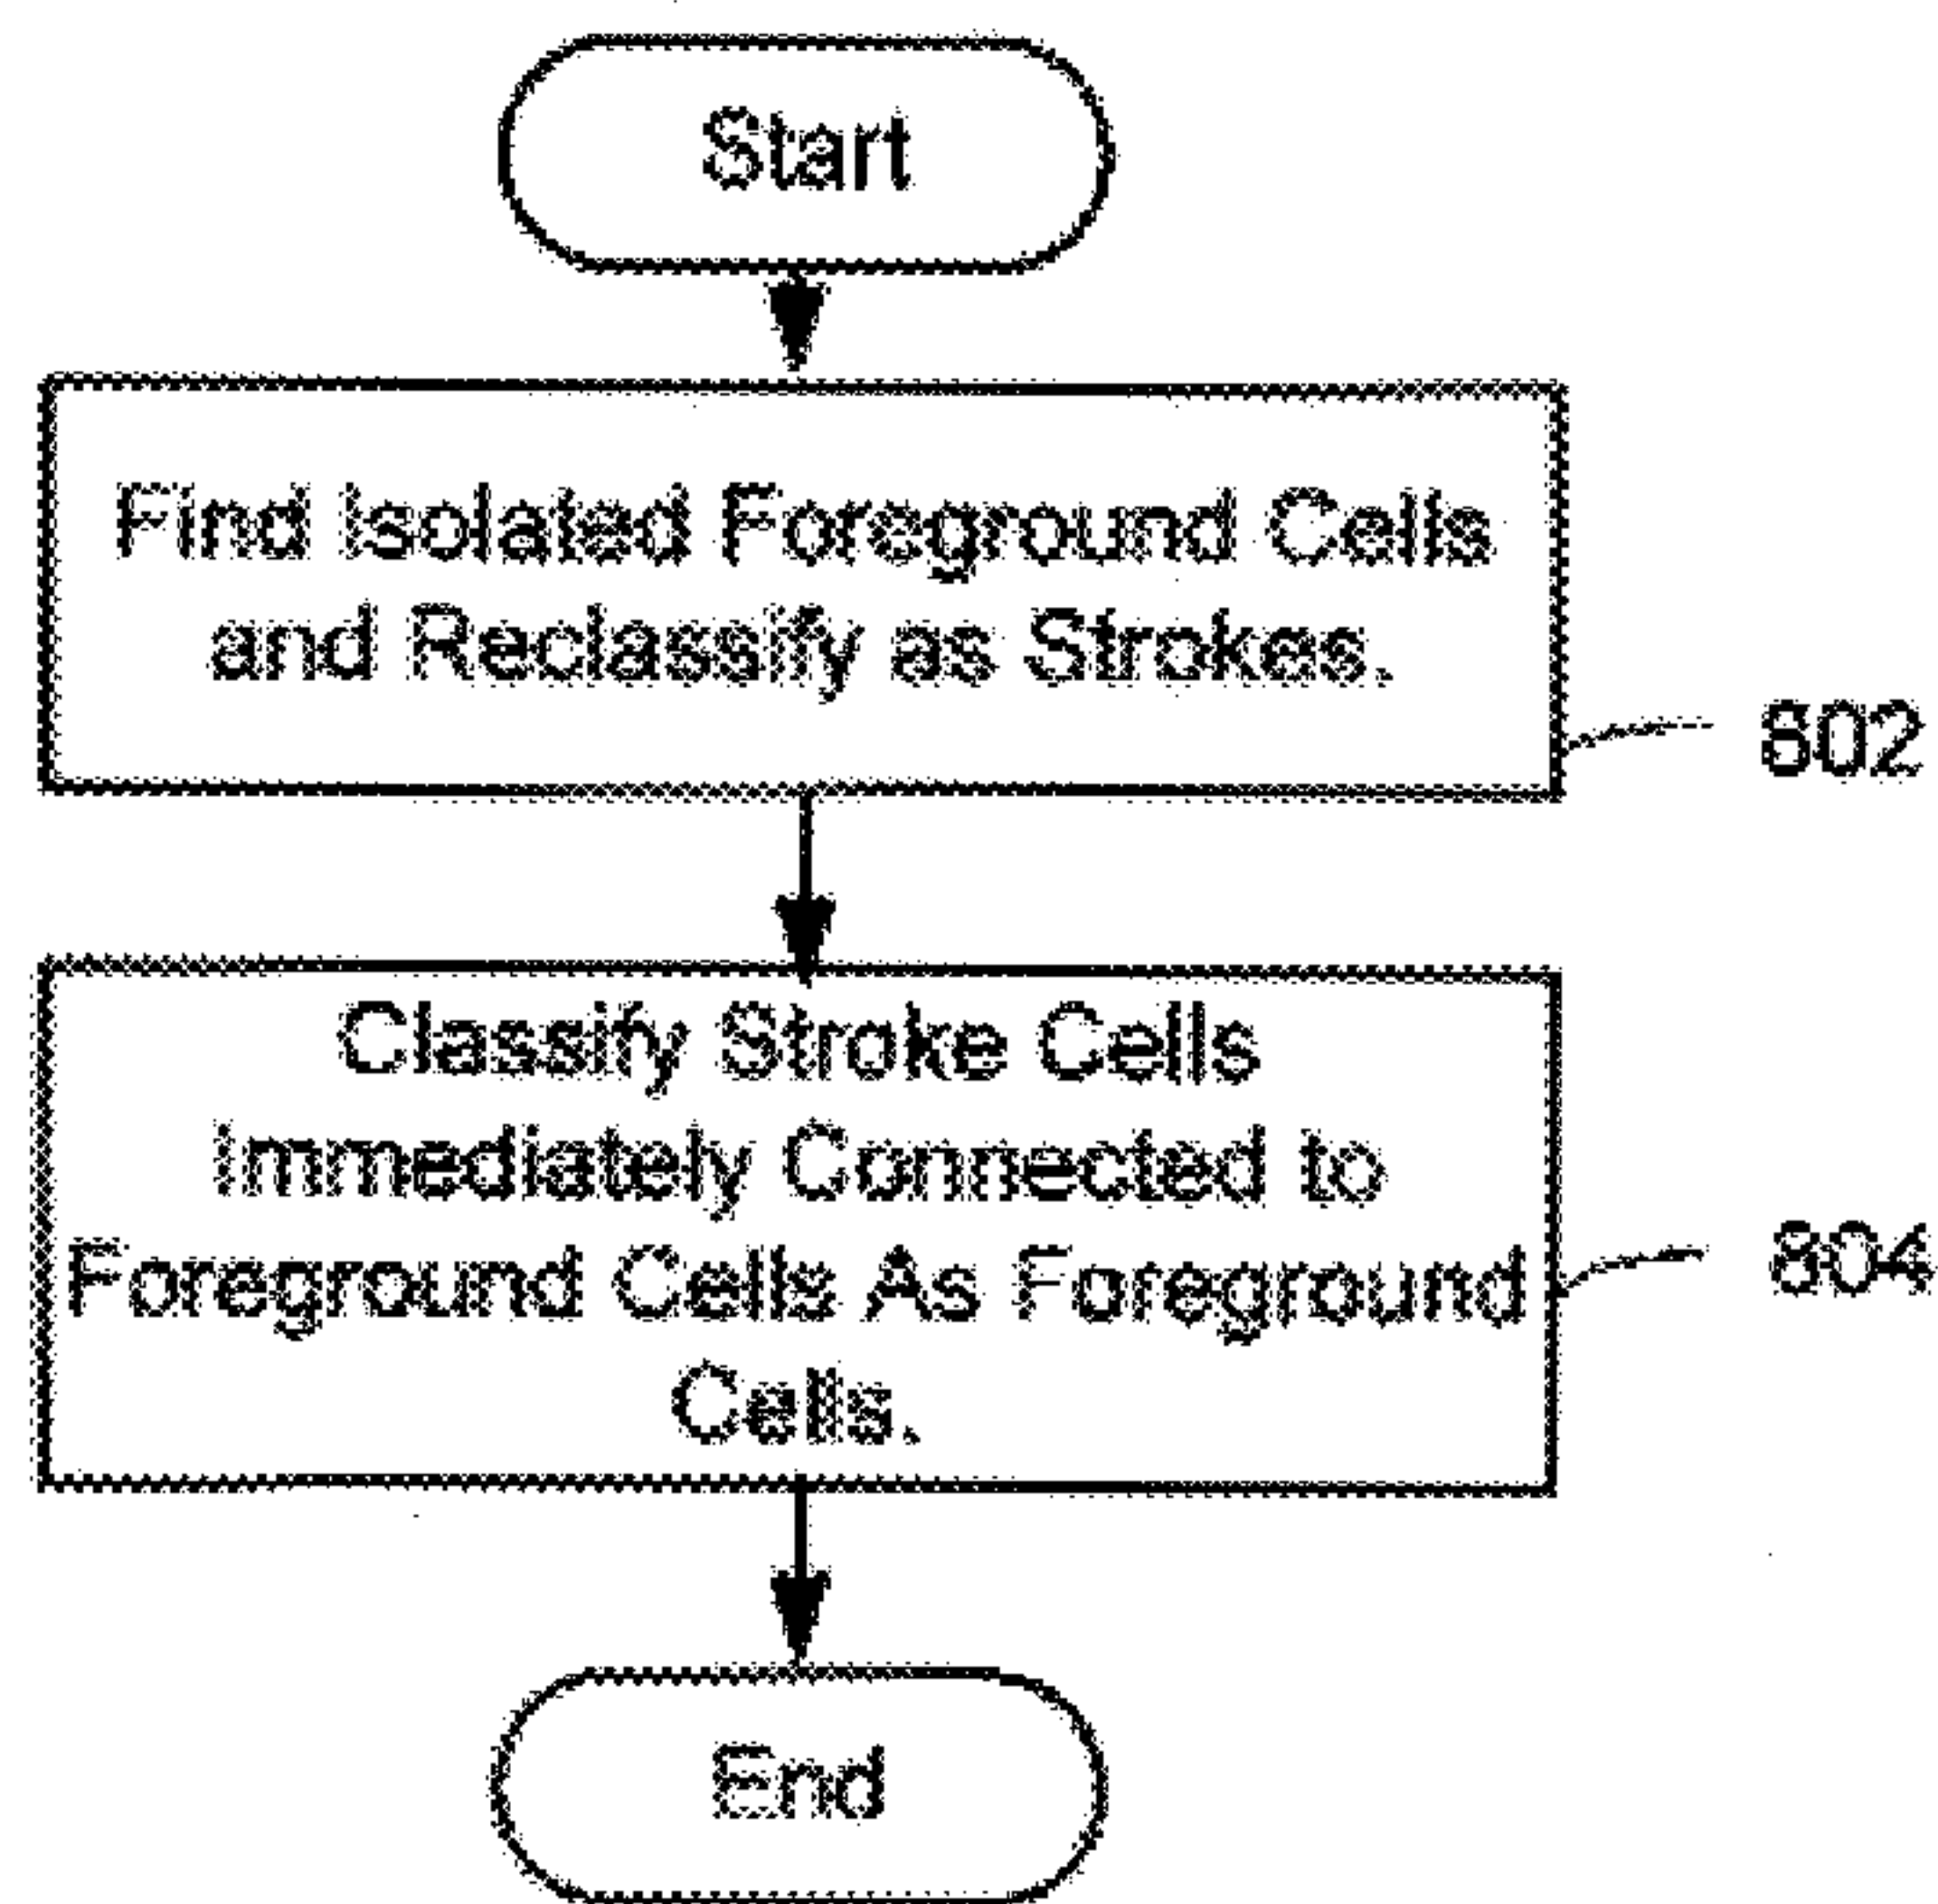 Start
Find Isolated Foreground Cells
and Reclassify as Strokes.
802
Classify Stroke Cells
Immediately Connected to
Foreground Cells As Foreground
Cells.
804
End